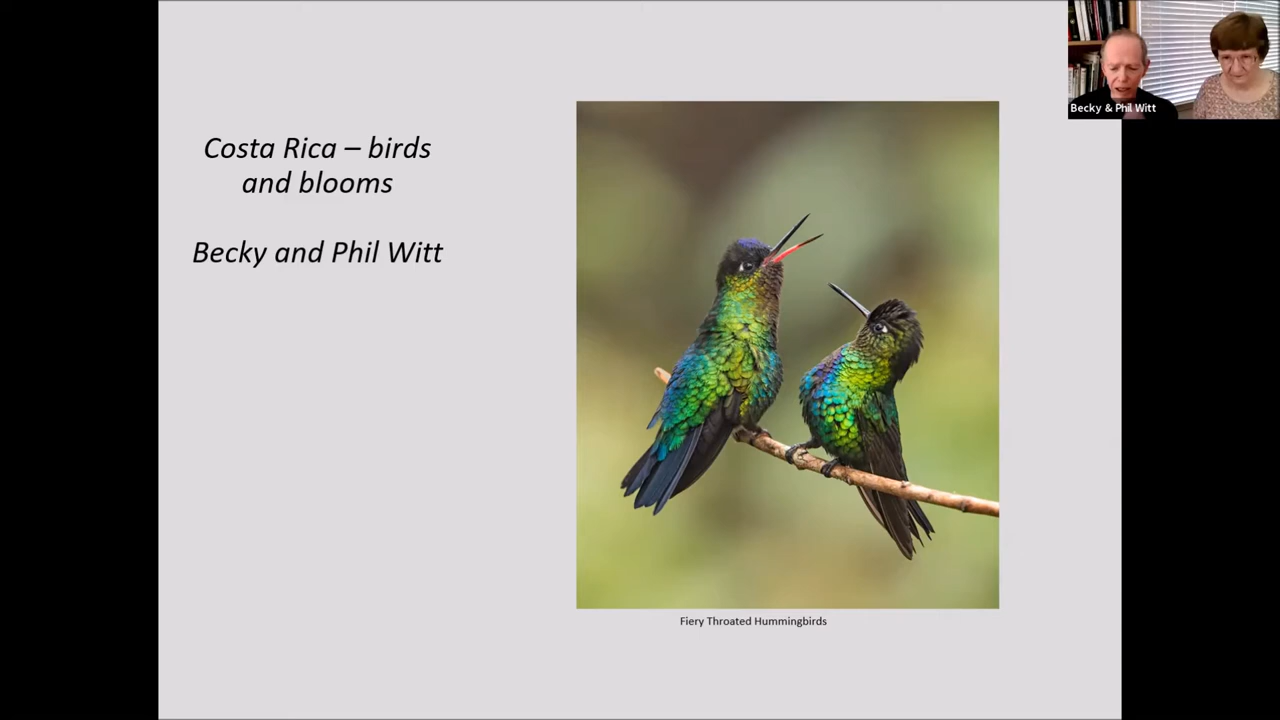 Costa Rica – birds
and blooms
Becky and Phil Witt
Becky & Phil Witt
Fiery Throated Hummingbirds